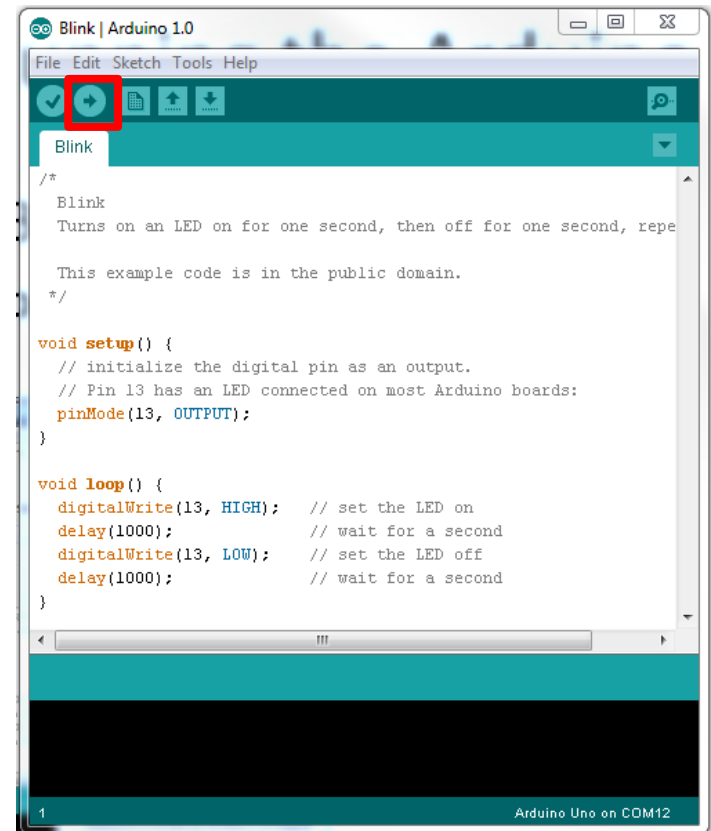 Blink | Arduino 1.0
File Edit Sketch Tools Help
Blink
/*
  Blink
  Turns on an LED on for one second, then off for one second, repe

  This example code is in the public domain.
 */

void setup() {
  // initialize the digital pin as an output.
  // Pin 13 has an LED connected on most Arduino boards:
  pinMode(13, OUTPUT);
}

void loop() {
  digitalWrite(13, HIGH);   // set the LED on
  delay(1000);              // wait for a second
  digitalWrite(13, LOW);    // set the LED off
  delay(1000);              // wait for a second
}
1 Arduino Uno on COM12